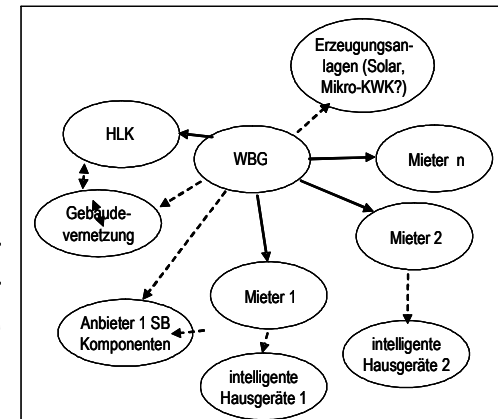 Erzeugungsan-
lagen (Solar,
Mikro-KWK?)
HLK
WBG
Mieter n
Gebäude-
vernetzung
Mieter 2
Mieter 1
Anbieter 1 SB
Komponenten
intelligente
Hausgeräte 2
intelligente
Hausgeräte 1